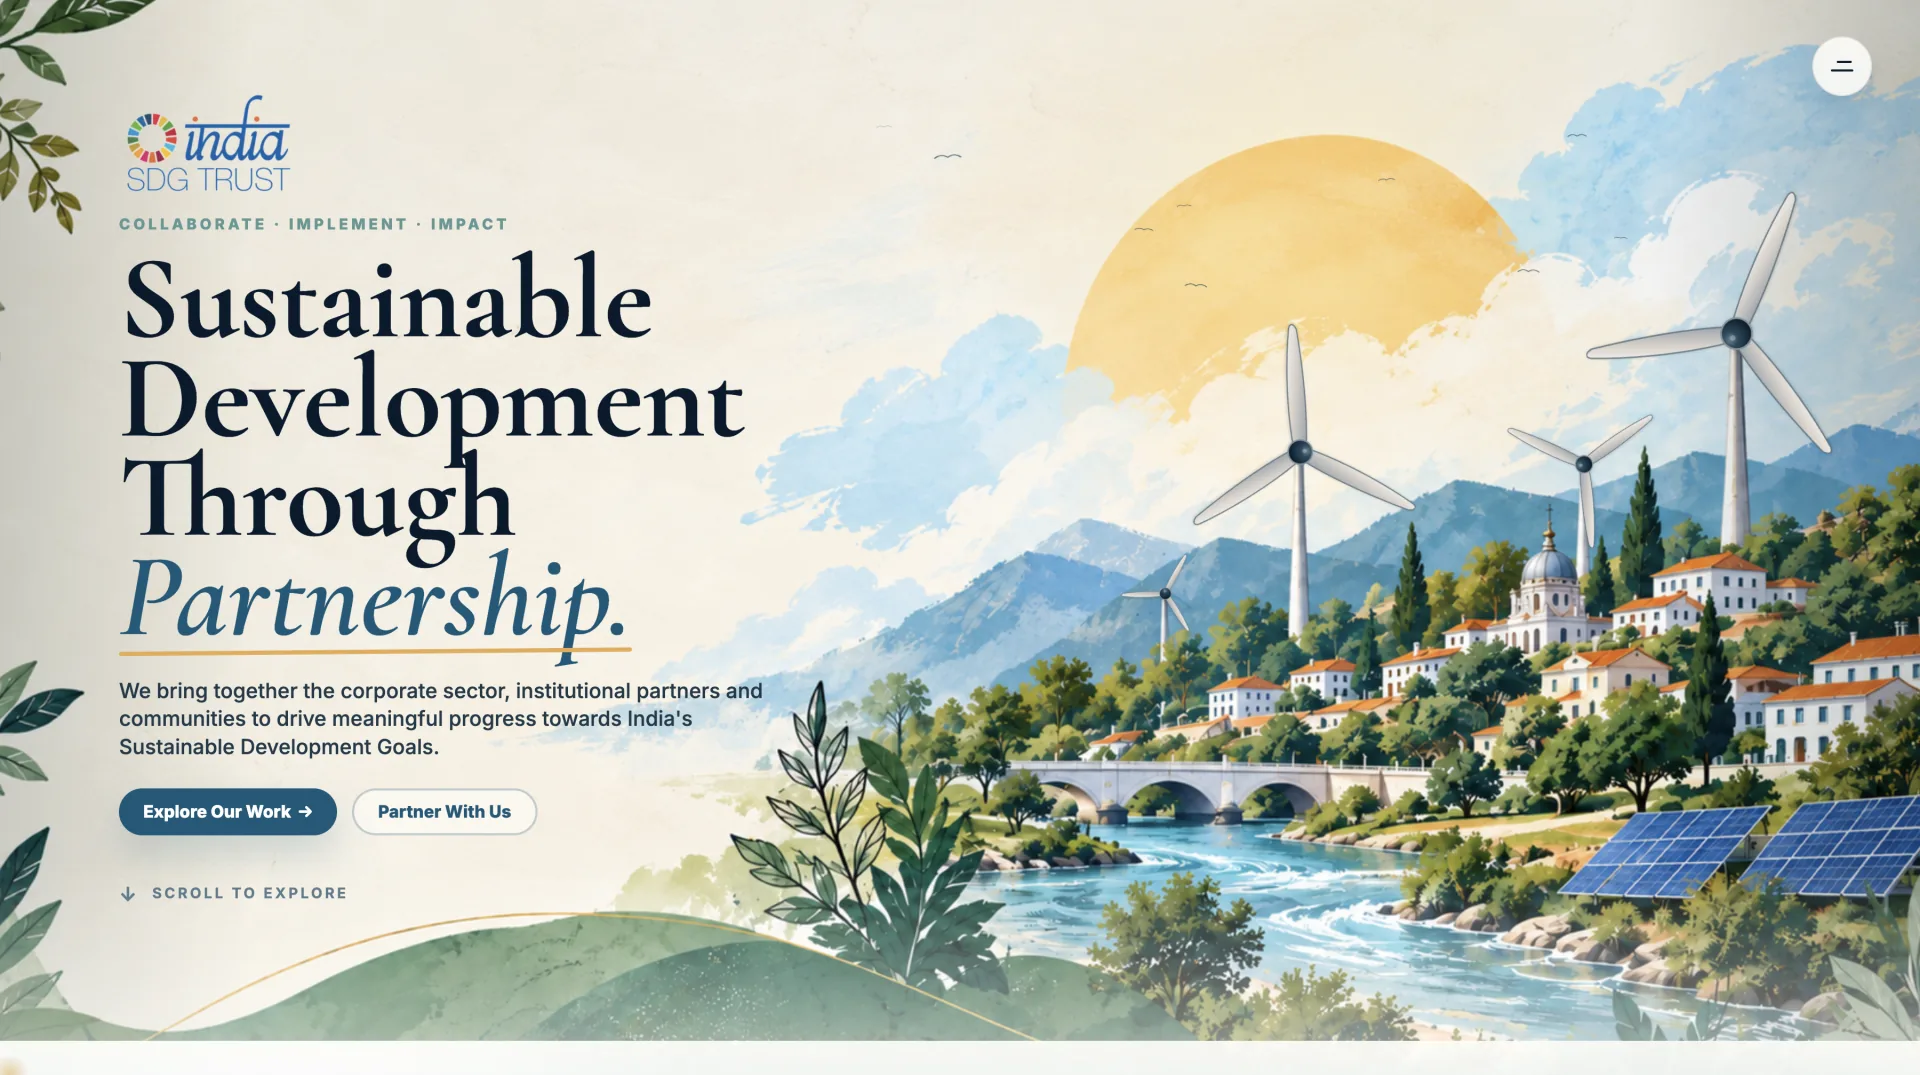 india
SDG TRUST
COLLABORATE · IMPLEMENT · IMPACT
Sustainable
Development
Through
Partnership.
We bring together the corporate sector, institutional partners and
communities to drive meaningful progress towards India's
Sustainable Development Goals.
Explore Our Work →
Partner With Us
↓ SCROLL TO EXPLORE